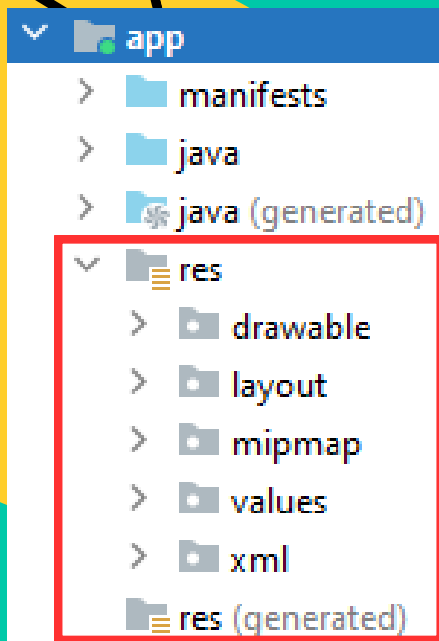 app
manifests
java
java (generated)
res
drawable
layout
mipmap
values
xml
res (generated)